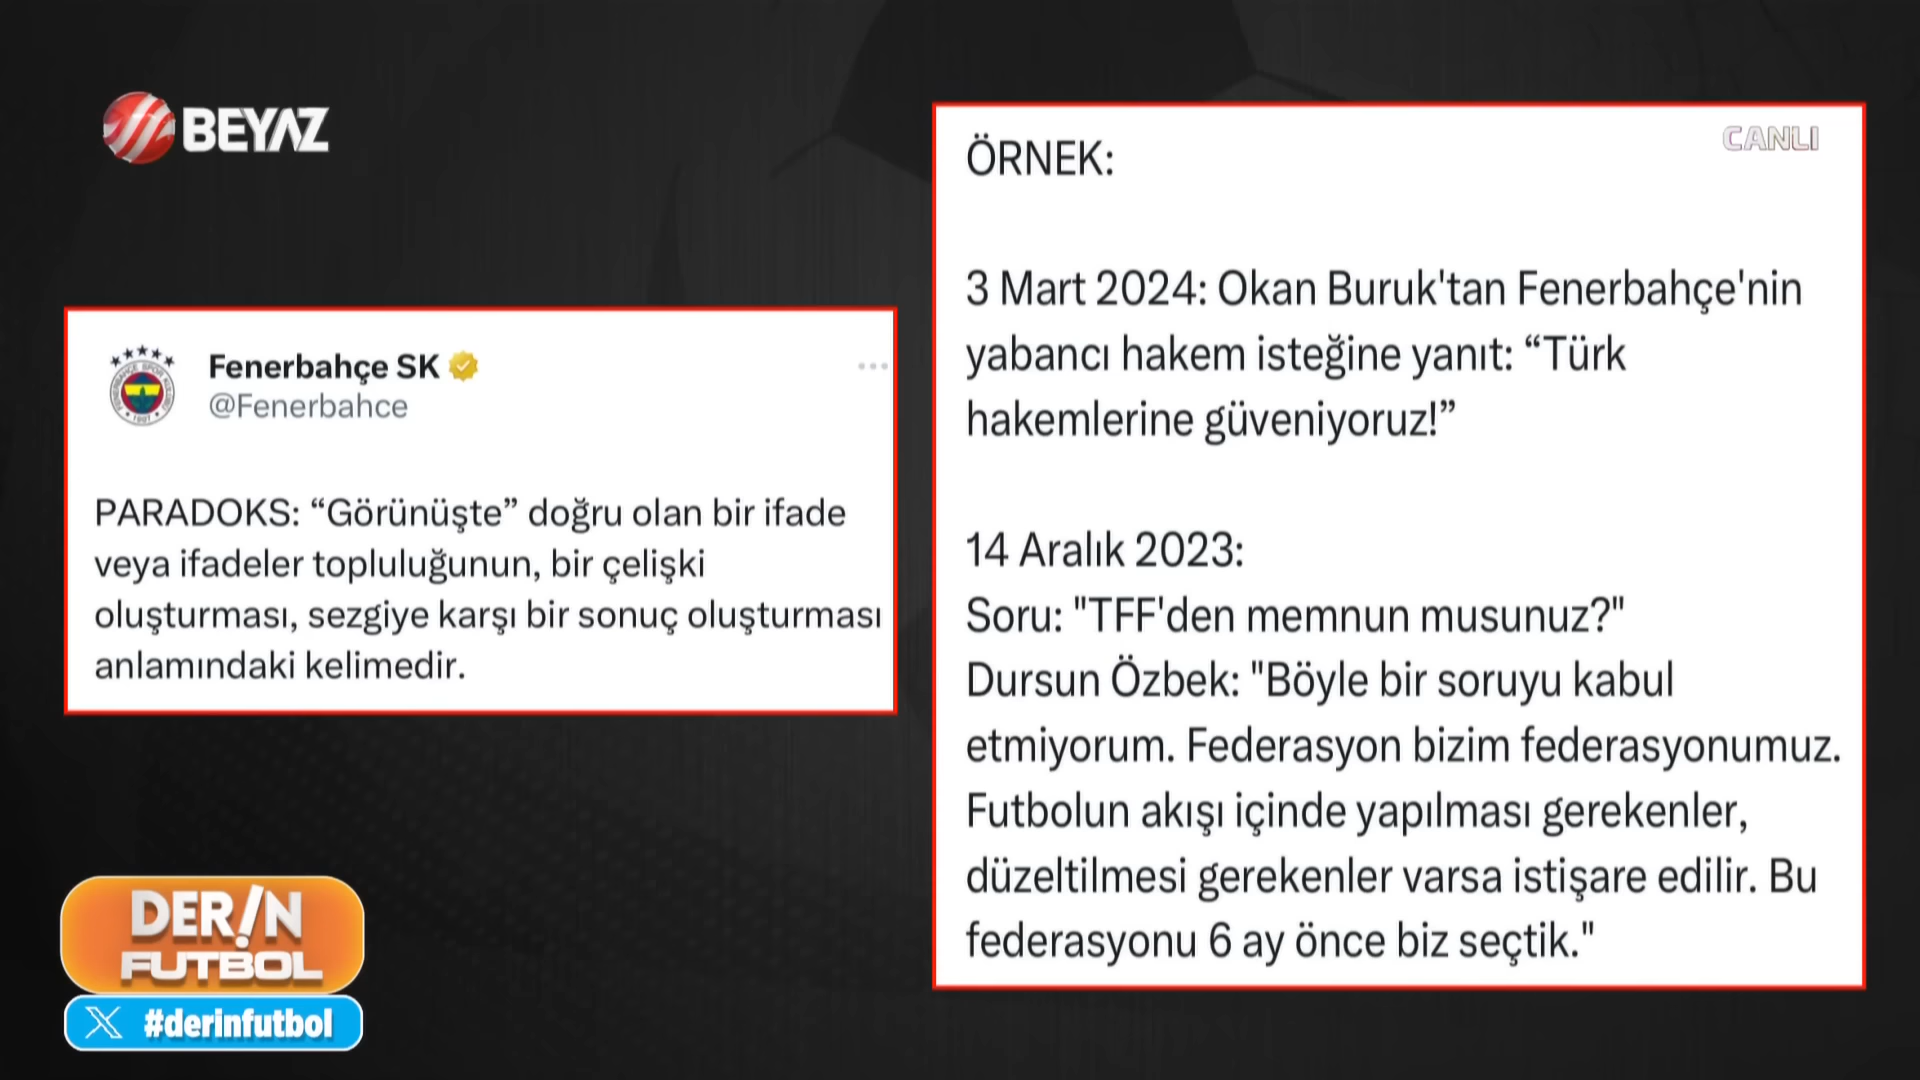 BEYAZ
Fenerbahçe SK
@Fenerbahce
PARADOKS: “Görünüşte” doğru olan bir ifade
veya ifadeler topluluğunun, bir çelişki
oluşturması, sezgiye karşı bir sonuç oluşturması
anlamındaki kelimedir.
CANLI
ÖRNEK:
3 Mart 2024: Okan Buruk'tan Fenerbahçe'nin
yabancı hakem isteğine yanıt: “Türk
hakemlerine güveniyoruz!”
14 Aralık 2023:
Soru: "TFF'den memnun musunuz?"
Dursun Özbek: "Böyle bir soruyu kabul
etmiyorum. Federasyon bizim federasyonumuz.
Futbolun akışı içinde yapılması gerekenler,
düzeltilmesi gerekenler varsa istişare edilir. Bu
federasyonu 6 ay önce biz seçtik."
DER!N
FUTBOL
#derinfutbol